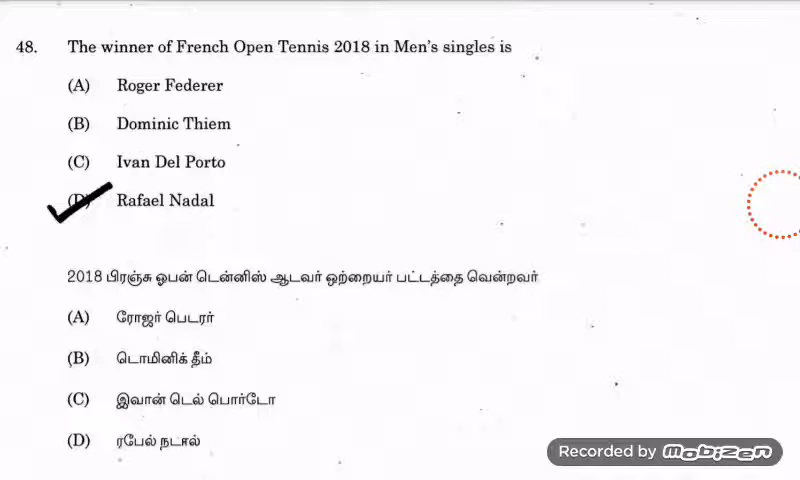 48. The winner of French Open Tennis 2018 in Men's singles is
(A) Roger Federer
(B) Dominic Thiem
(C) Ivan Del Porto
(D) Rafael Nadal
2018 பிரஞ்சு ஓபன் டென்னிஸ் ஆடவர் ஒற்றையர் பட்டத்தை வென்றவர்
(A) ரோஜர் பெடரர்
(B) டொமினிக் தீம்
(C) இவான் டெல் பொர்டோ
(D) ரபேல் நடால்
Recorded by mobizen